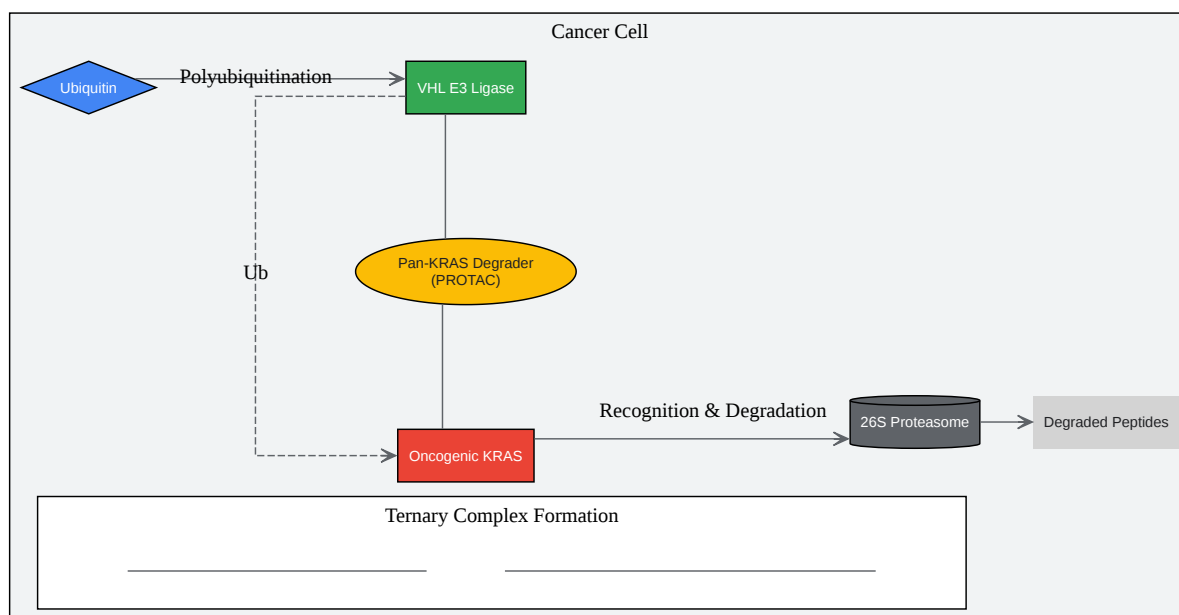 Cancer Cell
Polyubiquitination
Ubiquitin
VHL E3 Ligase
Pan-KRAS Degrader
(PROTAC)
Ub
Recognition & Degradation
26S Proteasome
Degraded Peptides
Oncogenic KRAS
Ternary Complex Formation